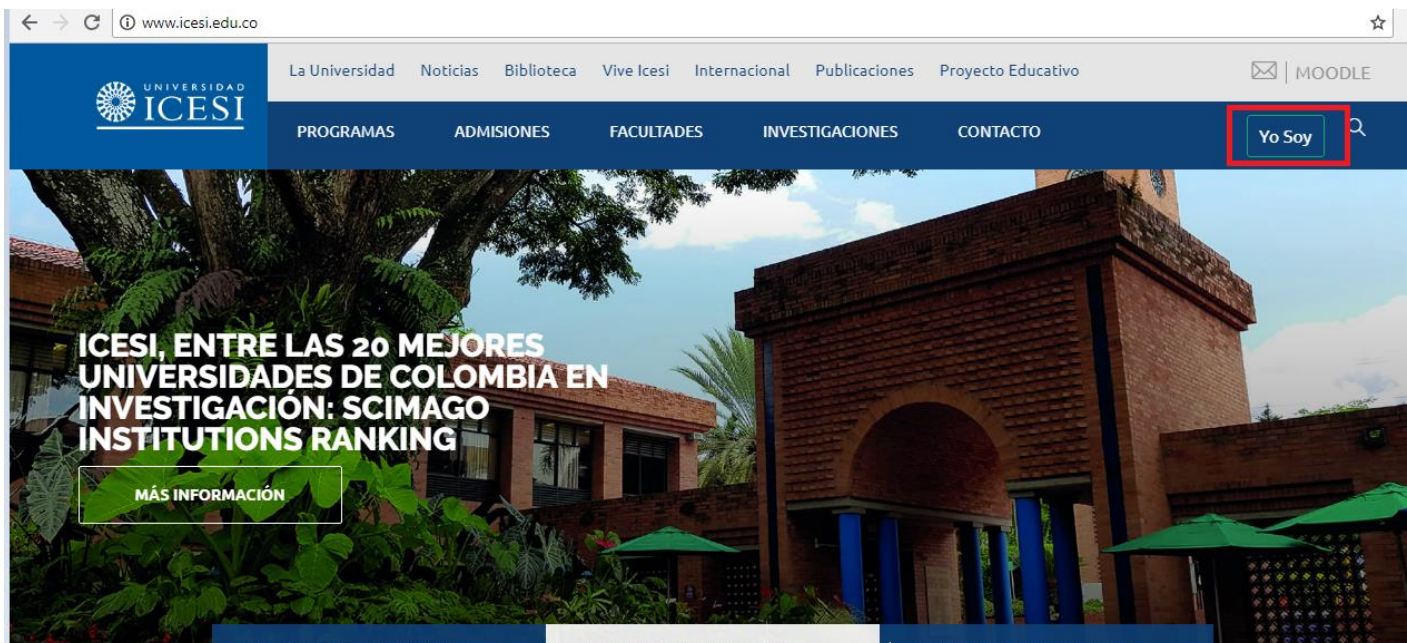 www.icesi.edu.co
La Universidad Noticias Biblioteca Vive Icesi Internacional Publicaciones Proyecto Educativo
MOODLE
UNIVERSIDAD
ICESI
PROGRAMAS ADMISIONES FACULTADES INVESTIGACIONES CONTACTO
Yo Soy
ICESI, ENTRE LAS 20 MEJORES
UNIVERSIDADES DE COLOMBIA EN
INVESTIGACIÓN: SCIMAGO
INSTITUTIONS RANKING
MÁS INFORMACIÓN